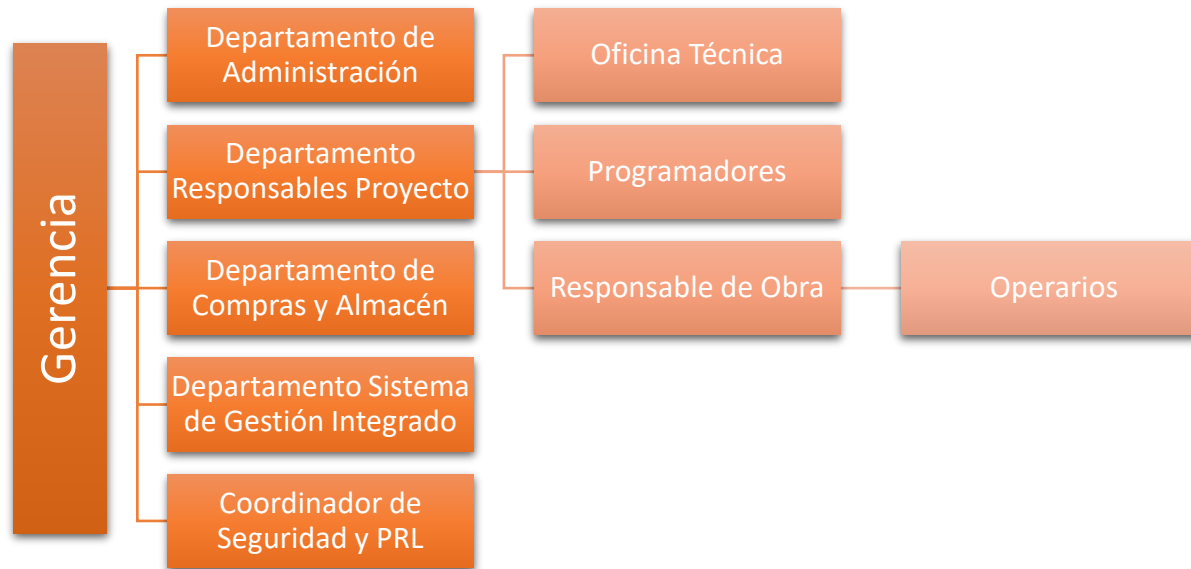 Gerencia
Departamento de
Administración
Departamento
Responsables Proyecto
Departamento de
Compras y Almacén
Departamento Sistema
de Gestión Integrado
Coordinador de
Seguridad y PRL
Oficina Técnica
Programadores
Responsable de Obra
Operarios